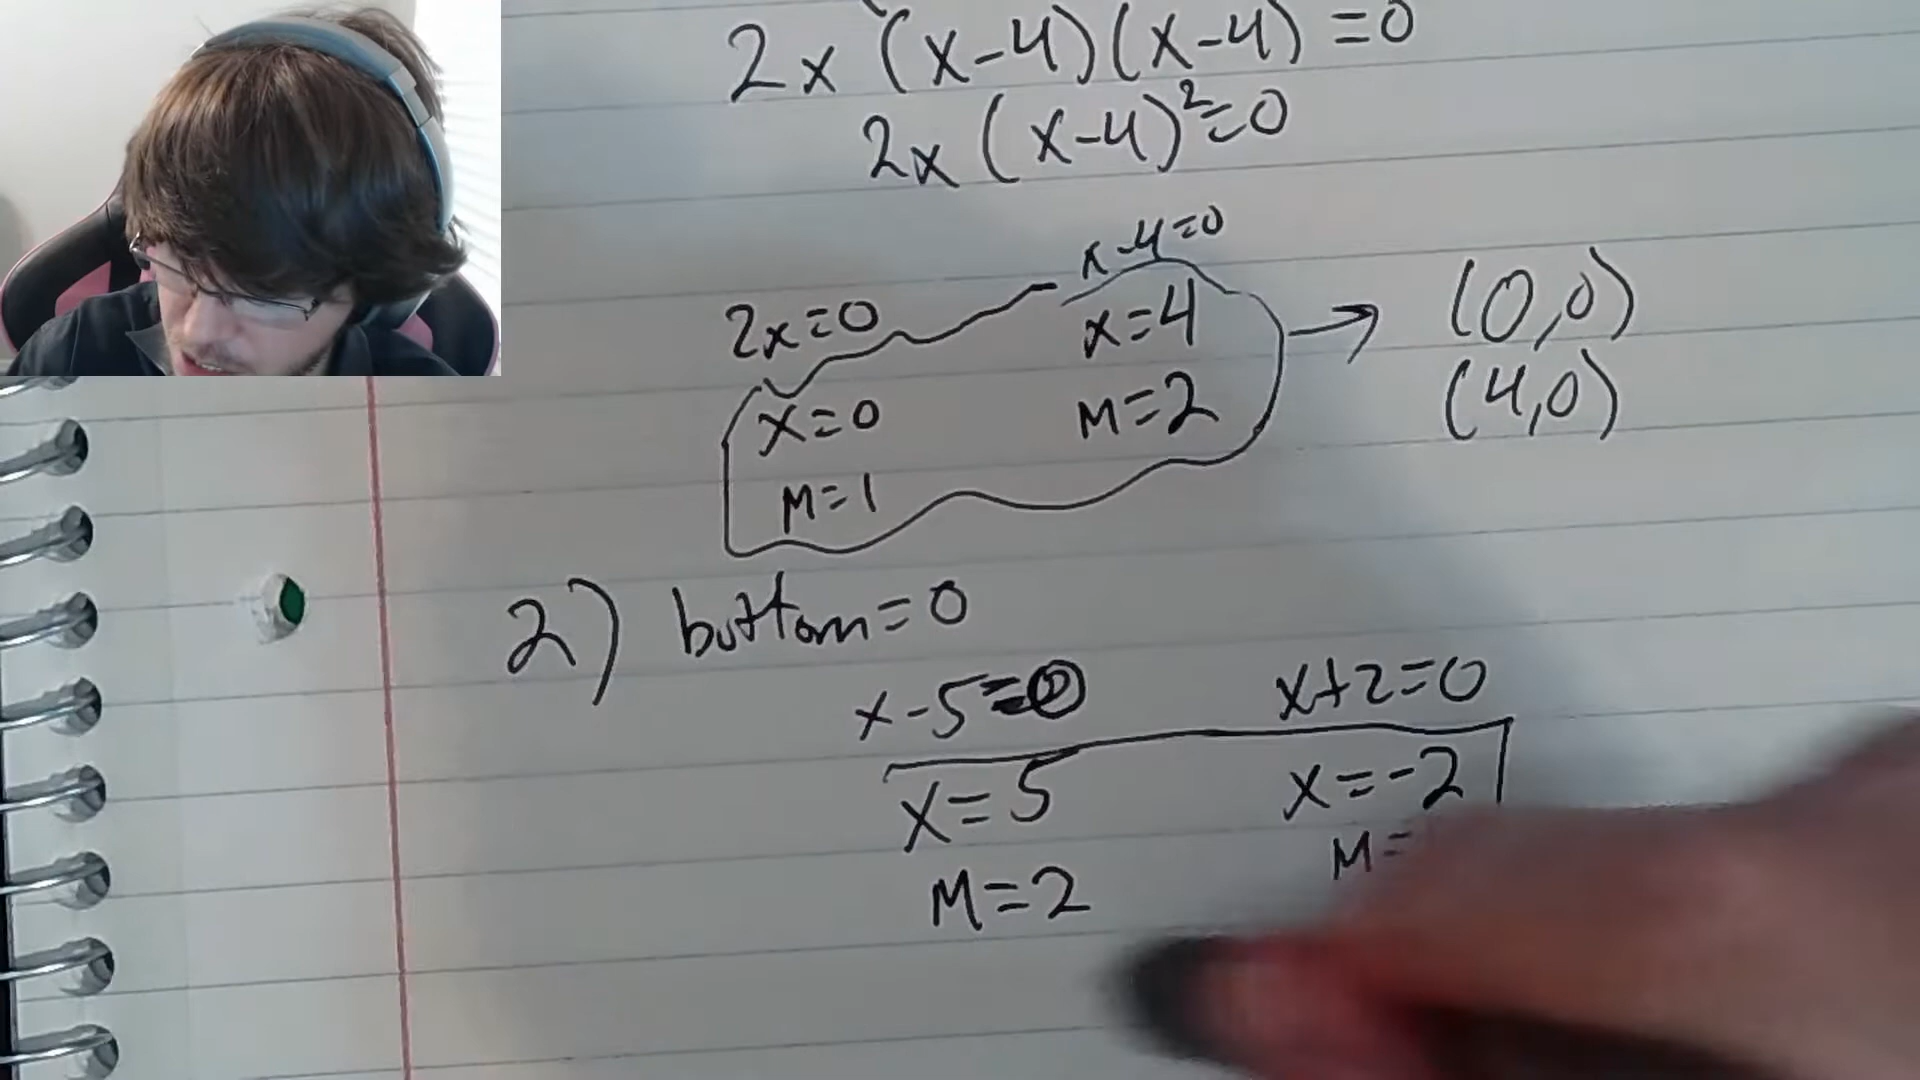 2x (x-4)(x-4) =0
2x (x-4)²=0
x-4=0
2x=0 x=4 → (0,0)
x=0 M=2 (4,0)
M=1
2) bottom=0
x-5=0 x+2=0
x=5 x=-2
M=2 M=